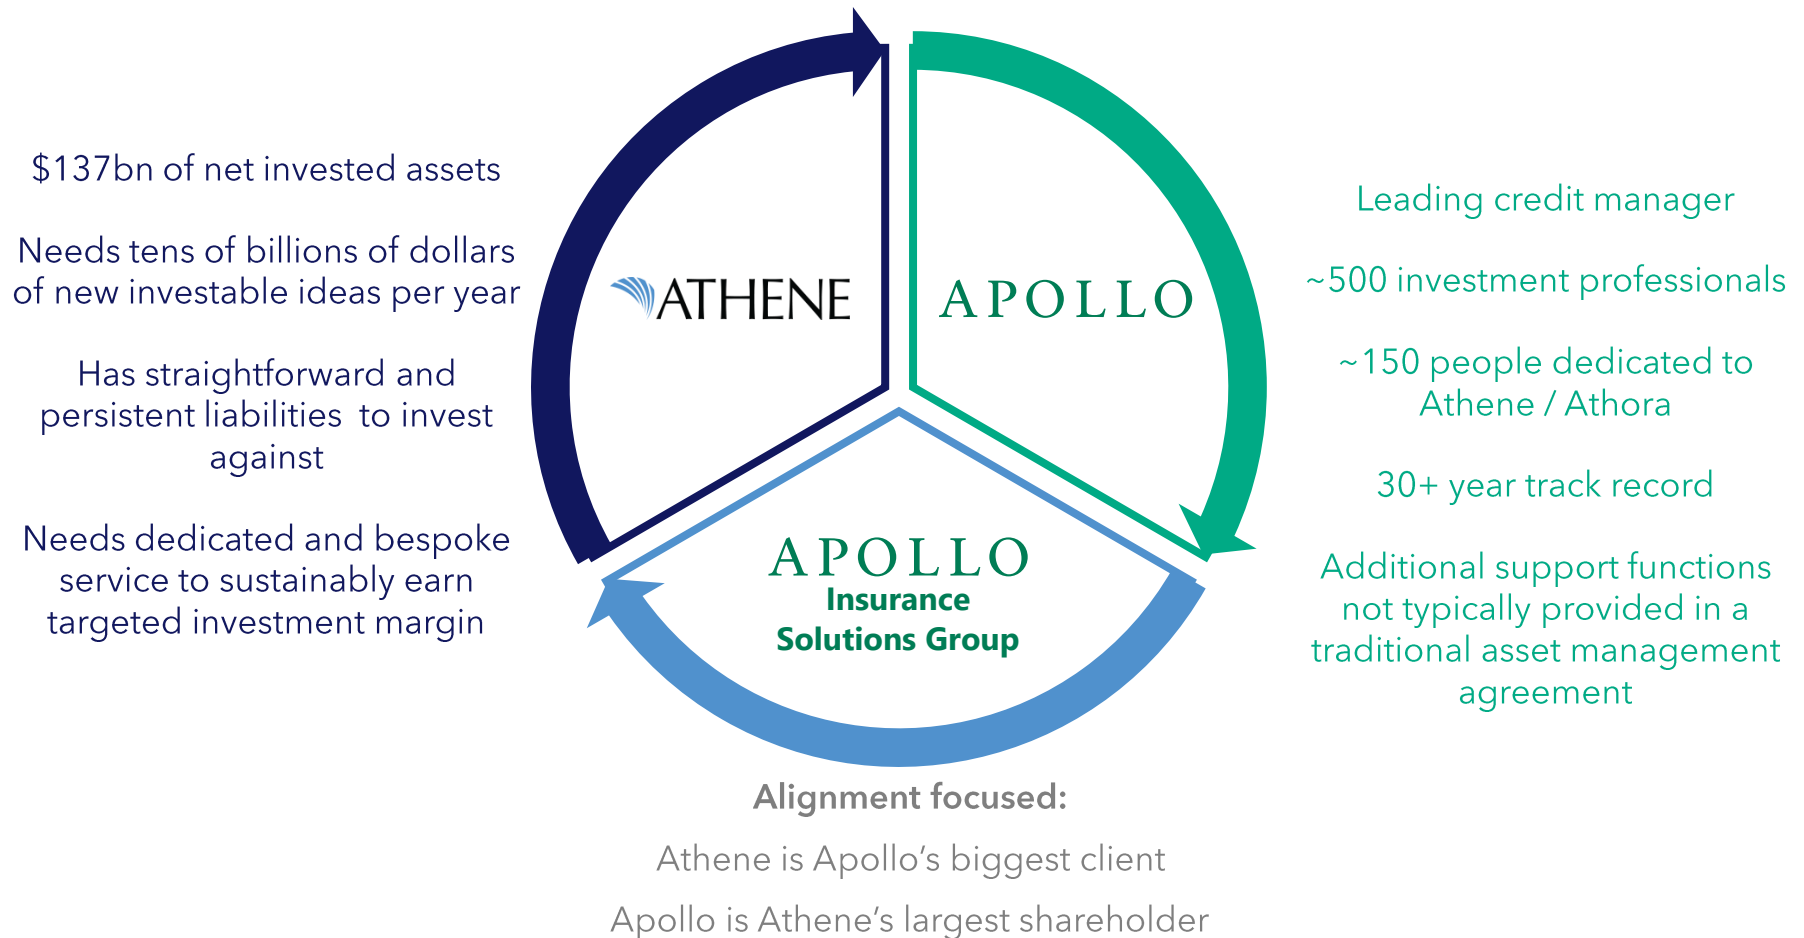 $137bn of net invested assets
Needs tens of billions of dollars
of new investable ideas per year
Has straightforward and
persistent liabilities  to invest
against
Needs dedicated and bespoke
service to sustainably earn
targeted investment margin
ATHENE
APOLLO
APOLLO
Insurance
Solutions Group
Leading credit manager
~500 investment professionals
~150 people dedicated to
Athene / Athora
30+ year track record
Additional support functions
not typically provided in a
traditional asset management
agreement
Alignment focused:
Athene is Apollo’s biggest client
Apollo is Athene’s largest shareholder